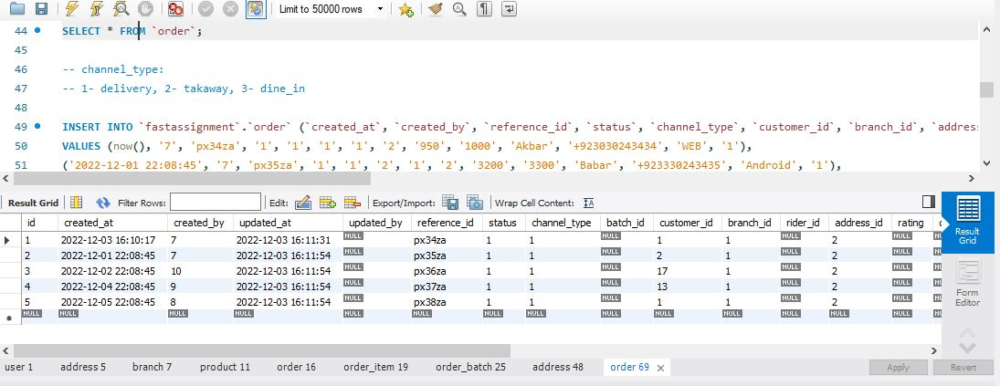 Limit to 50000 rows
44 SELECT * FROM `order`;
45
46 -- channel_type:
47 -- 1- delivery, 2- takaway, 3- dine_in
48
49 INSERT INTO `fastassignment`.`order` (`created_at`, `created_by`, `reference_id`, `status`, `channel_type`, `customer_id`, `branch_id`, `address
50 VALUES (now(), '7', 'px34za', '1', '1', '1', '1', '2', '950', '1000', 'Akbar', '+923030243434', 'WEB', '1'),
51 ('2022-12-01 22:08:45', '7', 'px35za', '1', '1', '2', '1', '2', '3200', '3300', 'Babar', '+923330243435', 'Android', '1'),
Result Grid Filter Rows: Edit: Export/Import: Wrap Cell Content:
id created_at created_by updated_at updated_by reference_id status channel_type batch_id customer_id branch_id rider_id address_id rating
1 2022-12-03 16:10:17 7 2022-12-03 16:11:31 NULL px34za 1 1 NULL 1 1 NULL 2 NULL
2 2022-12-01 22:08:45 7 2022-12-03 16:11:54 NULL px35za 1 1 NULL 2 1 NULL 2 NULL
3 2022-12-02 22:08:45 10 2022-12-03 16:11:54 NULL px36za 1 1 NULL 17 1 NULL 2 NULL
4 2022-12-04 22:08:45 9 2022-12-03 16:11:54 NULL px37za 1 1 NULL 13 1 NULL 2 NULL
5 2022-12-05 22:08:45 8 2022-12-03 16:11:54 NULL px38za 1 1 NULL 1 1 NULL 2 NULL
NULL NULL NULL NULL NULL NULL NULL NULL NULL NULL NULL NULL NULL NULL
Result
Grid
Form
Editor
user 1 address 5 branch 7 product 11 order 16 order_item 19 order_batch 25 address 48 order 69 Apply Revert